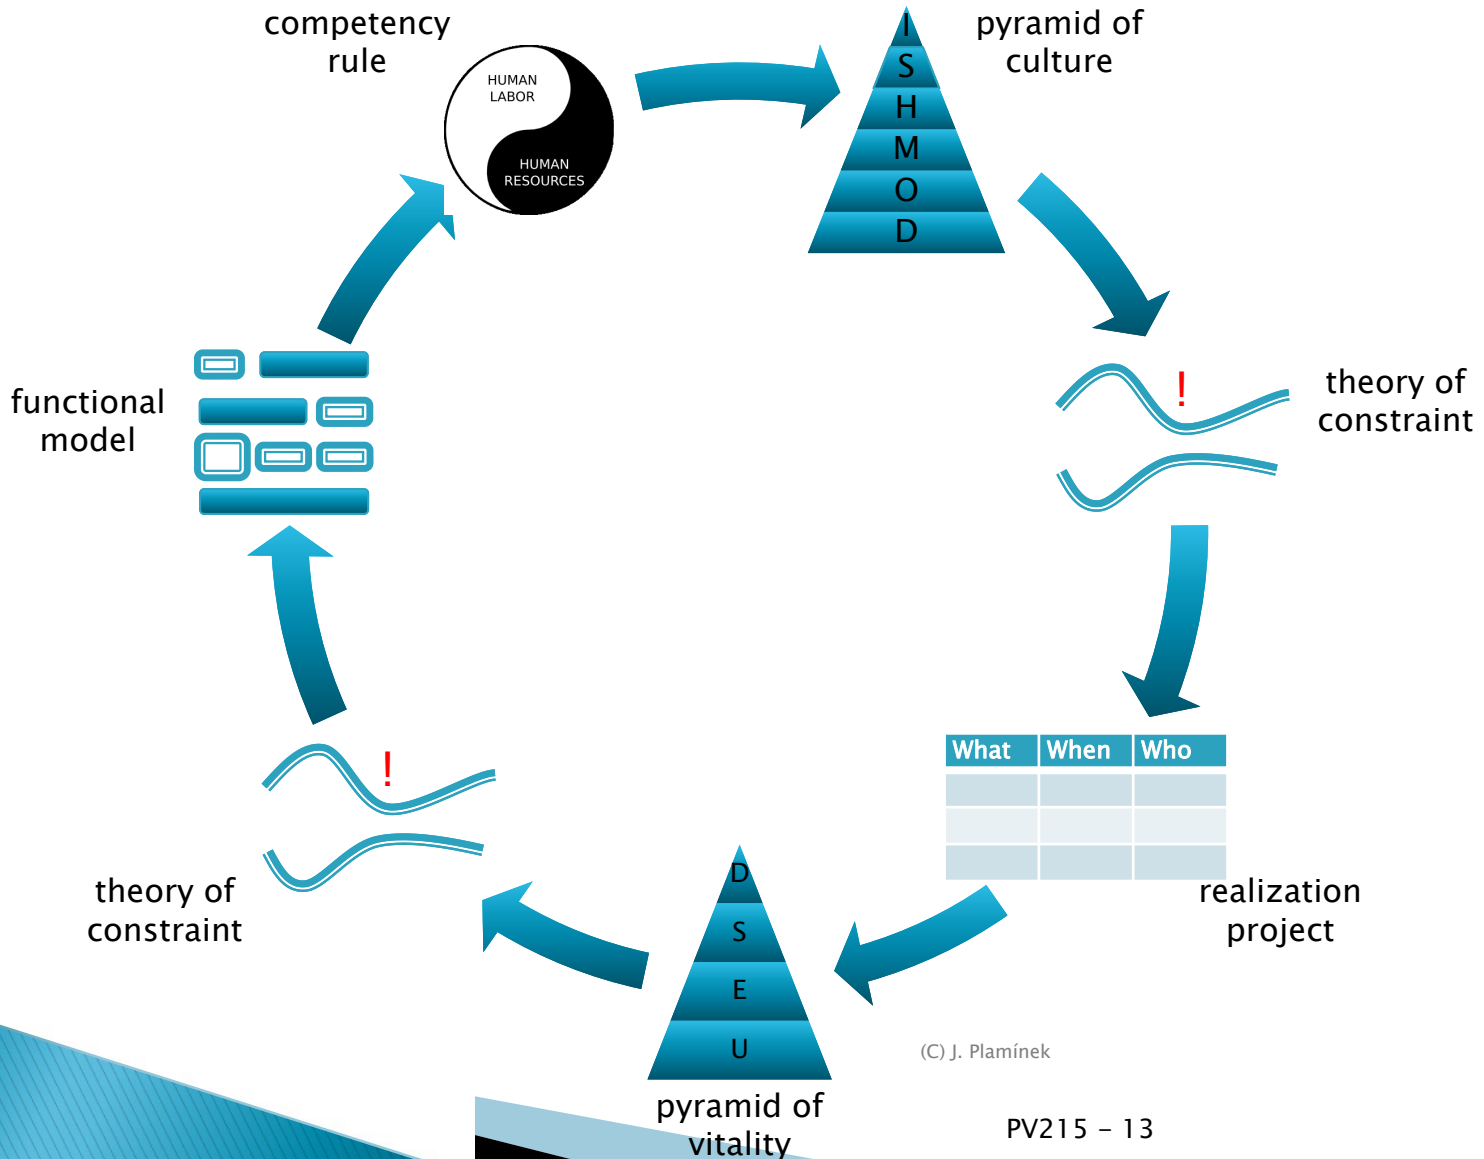 competency
rule
HUMAN
LABOR
HUMAN
RESOURCES
I
S
H
M
O
D
pyramid of
culture
!
theory of
constraint
What When Who
realization
project
D
S
E
U
pyramid of
vitality
!
theory of
constraint
functional
model
(C) J. Plamínek
PV215 – 13